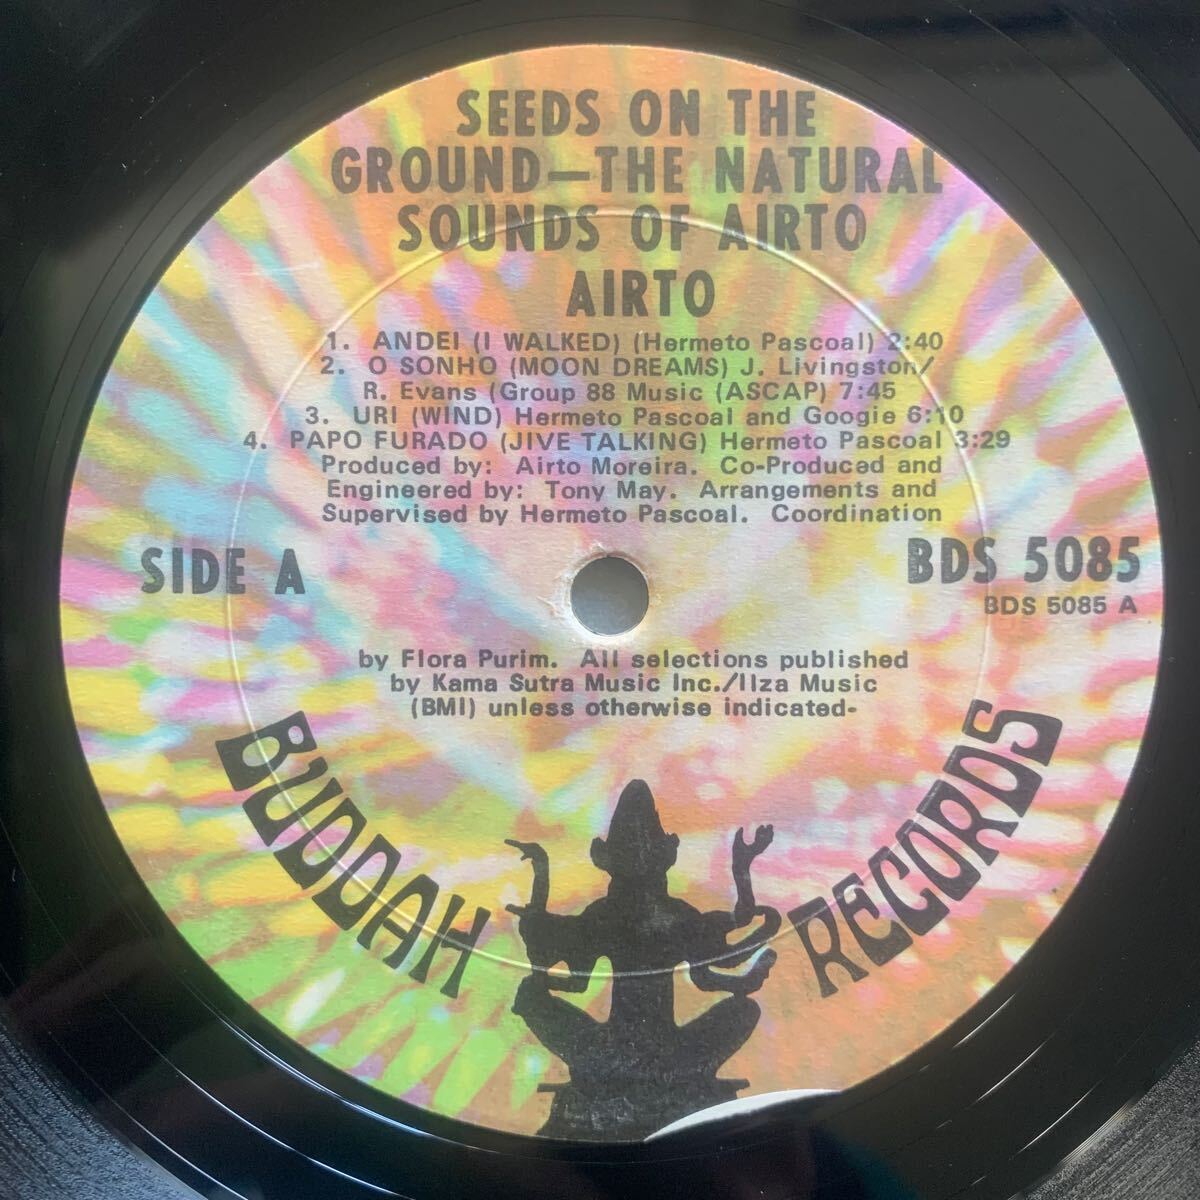 SEEDS ON THE
GROUND—THE NATURAL
SOUNDS OF AIRTO
AIRTO
1. ANDEI (I WALKED) (Hermeto Pascoal) 2:40
2. O SONHO (MOON DREAMS) J. Livingston/
R. Evans (Group 88 Music (ASCAP) 7:45
3. URI (WIND) Hermeto Pascoal and Googie 6:10
4. PAPO FURADO (JIVE TALKING) Hermeto Pascoal 3:29
Produced by: Airto Moreira. Co-Produced and
Engineered by: Tony May. Arrangements and
Supervised by Hermeto Pascoal. Coordination
SIDE A
BDS 5085
BDS 5085 A
by Flora Purim. All selections published
by Kama Sutra Music Inc./Ilza Music
(BMI) unless otherwise indicated-
BUDDAH RECORDS